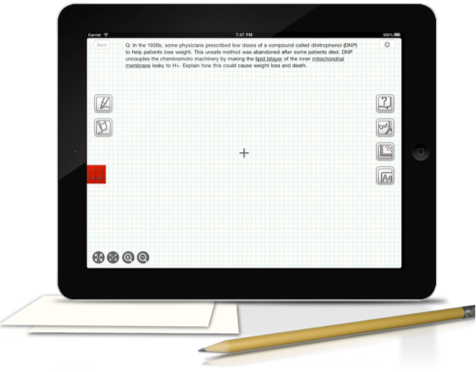 Carrier 7:47 PM 100%
Back
Q: In the 1930s, some physicians prescribed low doses of a compound called dinitrophenol (DNP)
to help patients lose weight. This unsafe method was abandoned after some patients died. DNP
uncouples the chemiosmotic machinery by making the lipid bilayer of the inner mitochondrial
membrane leaky to H+. Explain how this could cause weight loss and death.
?
Aa